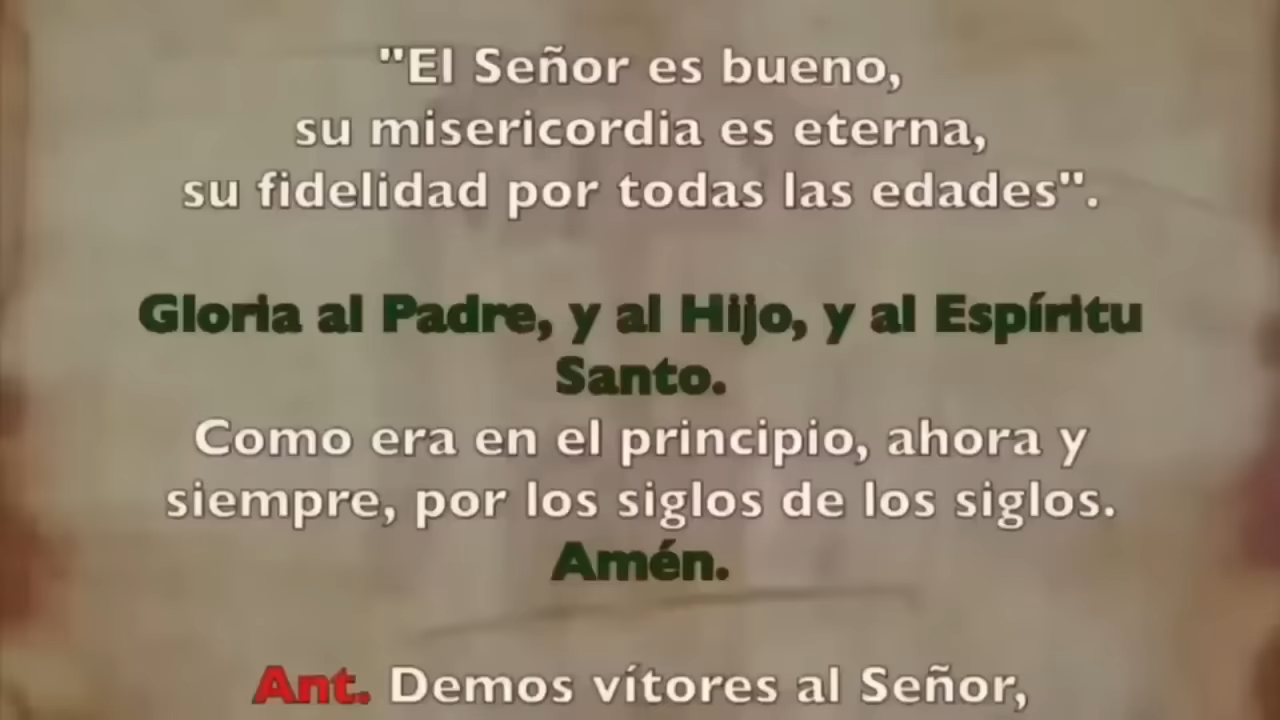 "El Señor es bueno,
su misericordia es eterna,
su fidelidad por todas las edades".
Gloria al Padre, y al Hijo, y al Espíritu
Santo.
Como era en el principio, ahora y
siempre, por los siglos de los siglos.
Amén.
Ant. Demos vítores al Señor,